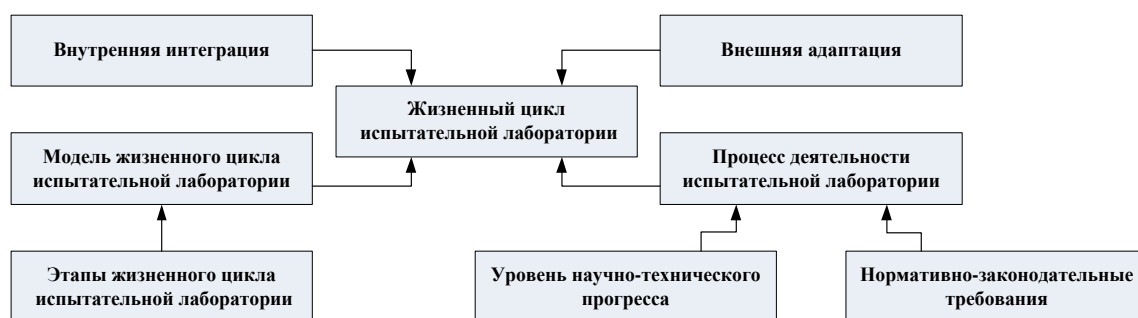 Внутренняя интеграция
Внешняя адаптация
Жизненный цикл
испытательной лаборатории
Модель жизненного цикла
испытательной лаборатории
Процесс деятельности
испытательной лаборатории
Этапы жизненного цикла
испытательной лаборатории
Уровень научно-технического
прогресса
Нормативно-законодательные
требования